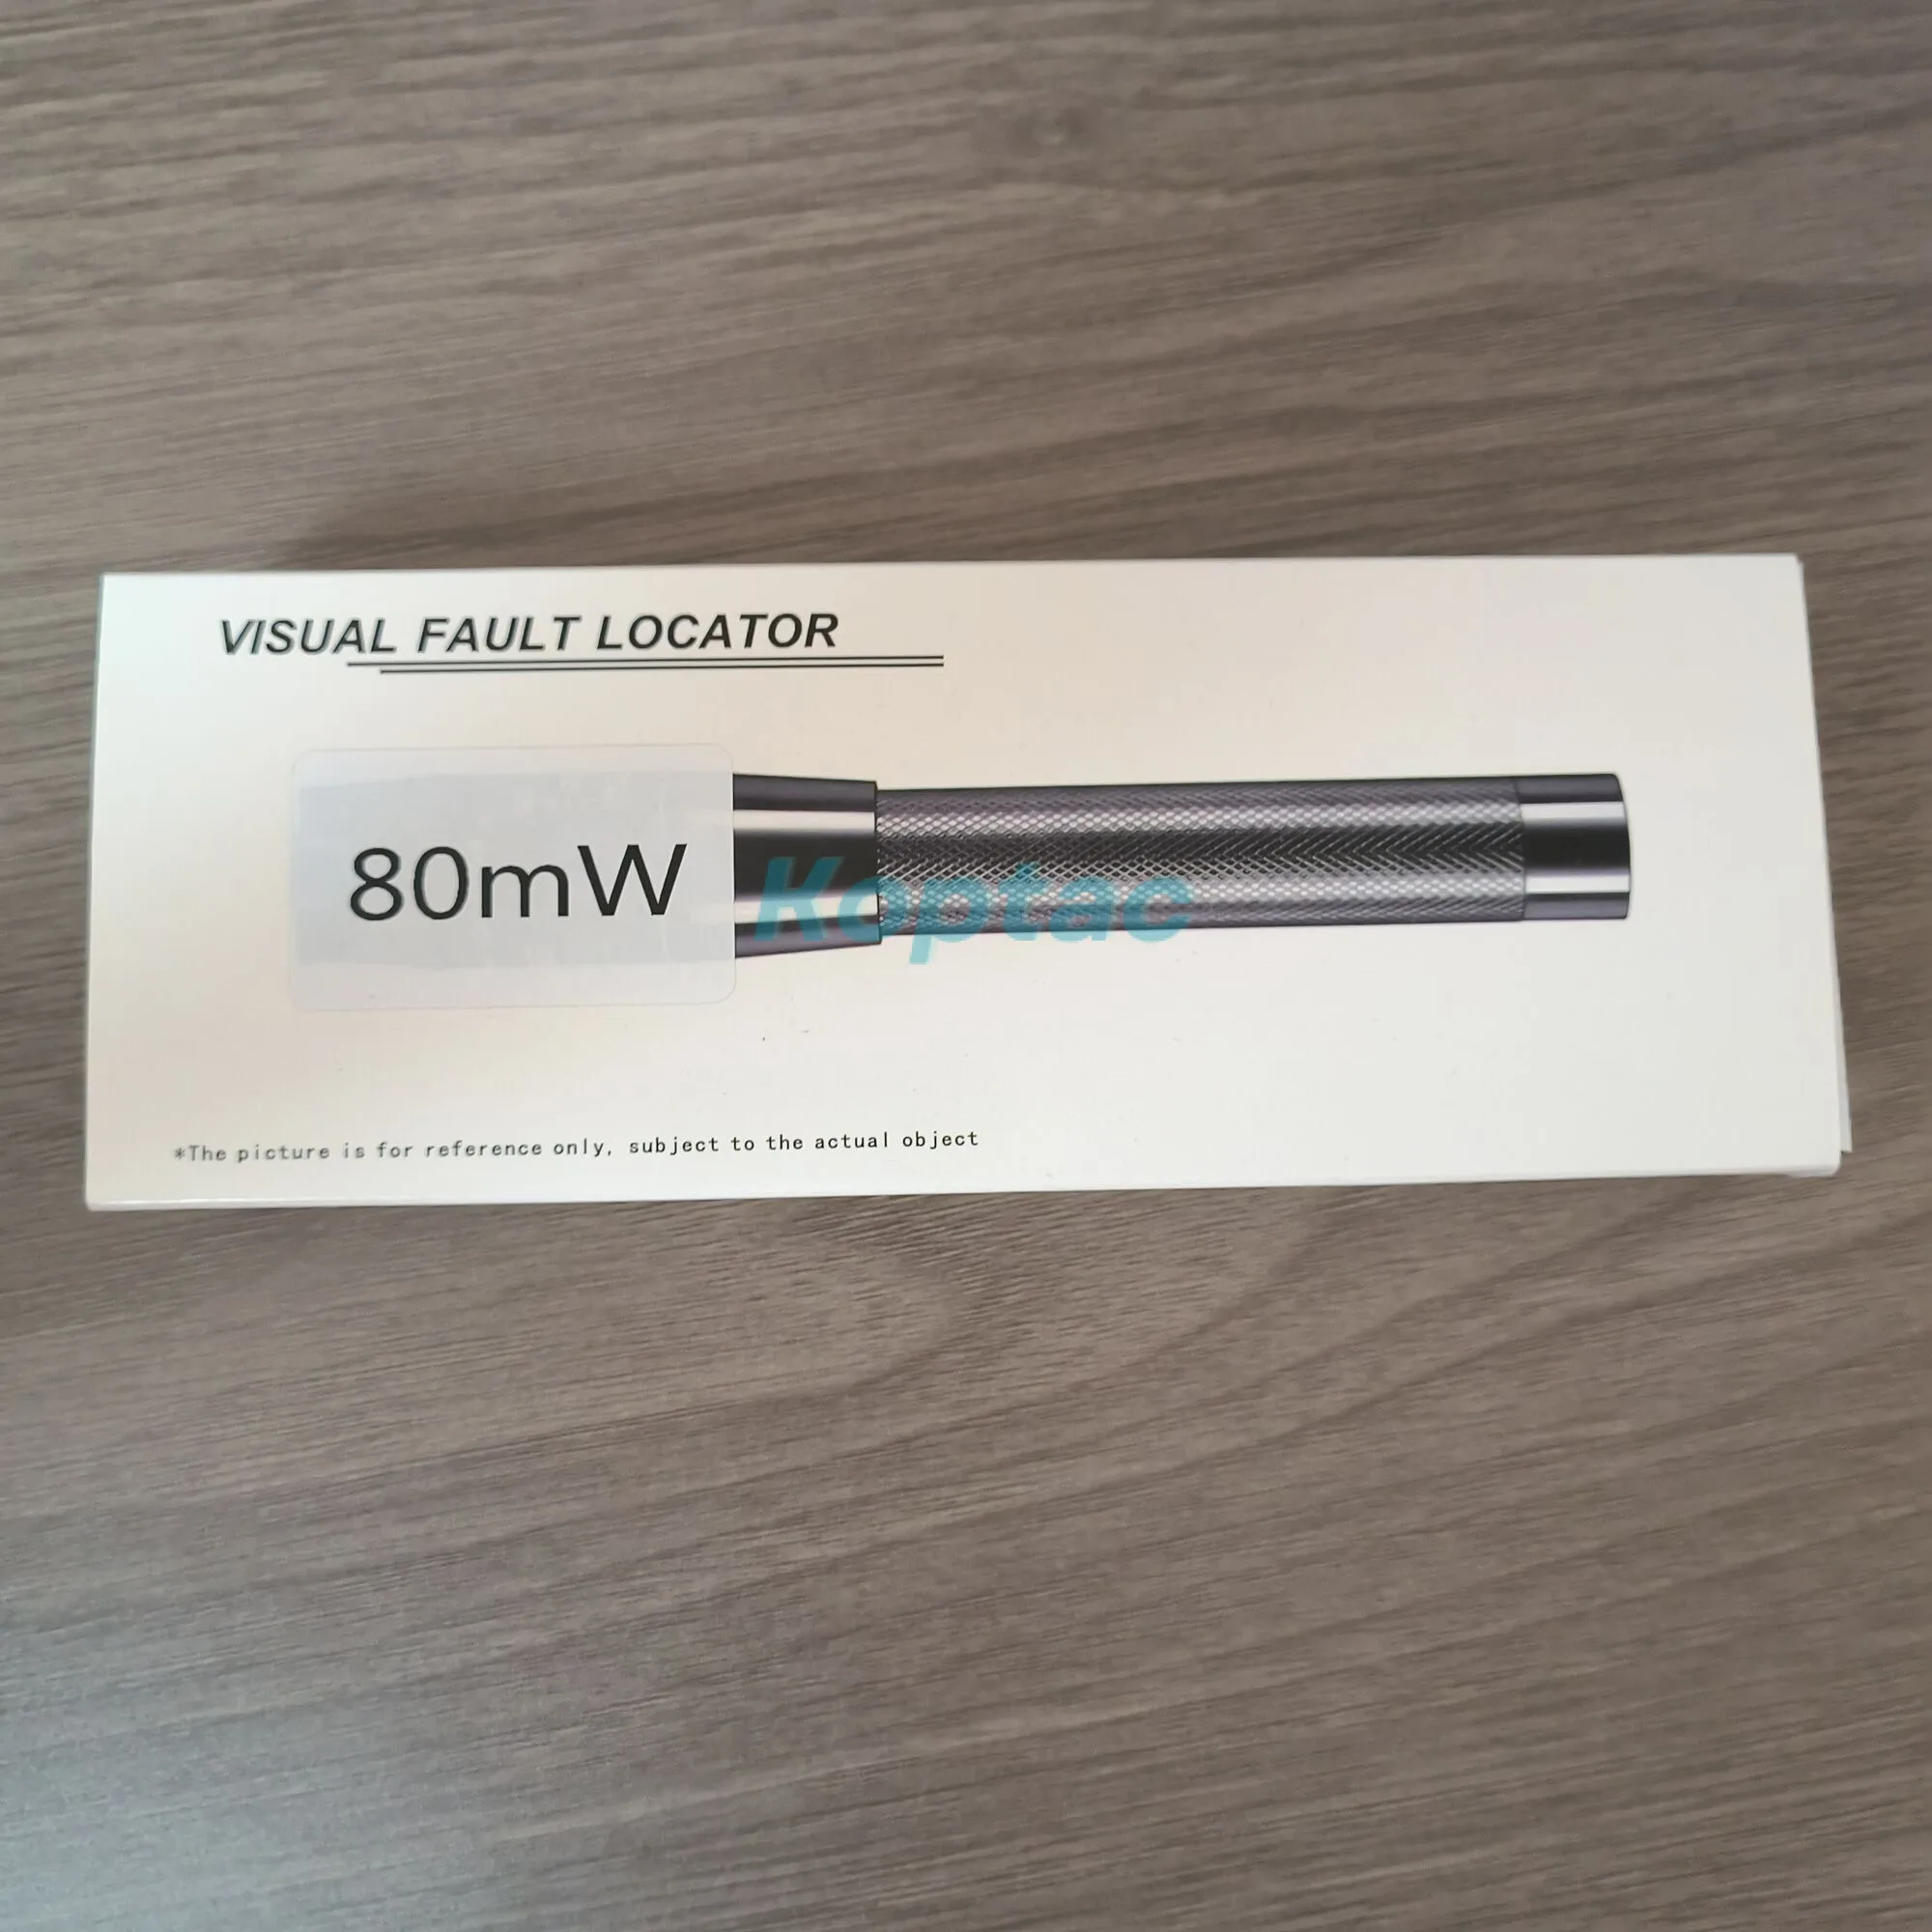 VISUAL FAULT LOCATOR
80mW
Koptac
*The picture is for reference only, subject to the actual object